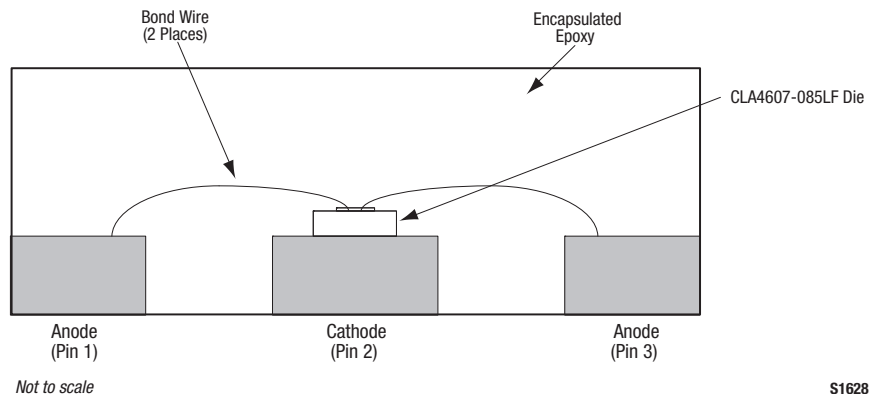 Bond Wire
(2 Places)
Encapsulated
Epoxy
CLA4607-085LF Die
Anode
(Pin 1)
Cathode
(Pin 2)
Anode
(Pin 3)
Not to scale
S1628